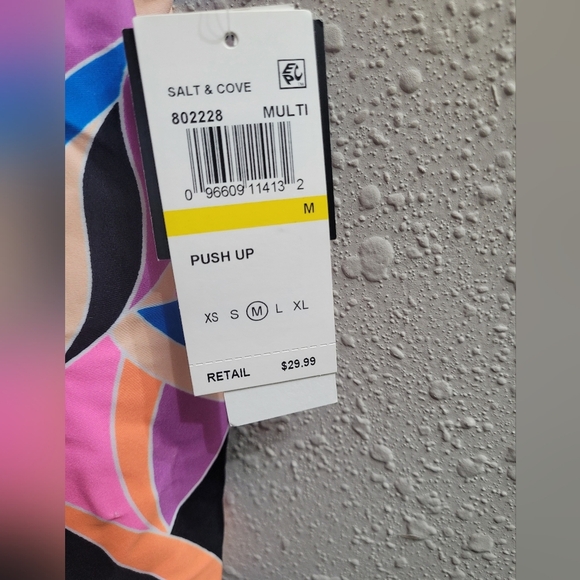 SALT & COVE
802228 MULTI
0 96609 11413 2
M
PUSH UP
XS S M L XL
RETAIL $29.99